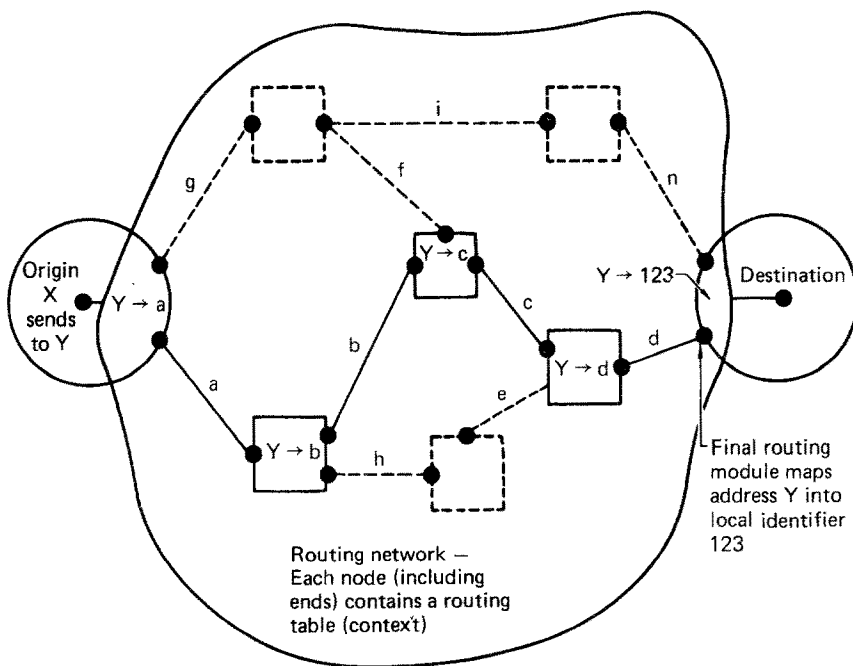 i
g
f
n
Origin
X
sends
to Y
Y → a
Y → c
Y → 123
Destination
c
b
d
a
Y → d
e
Y → b
h
Final routing
module maps
address Y into
local identifier
123
Routing network —
Each node (including
ends) contains a routing
table (context)